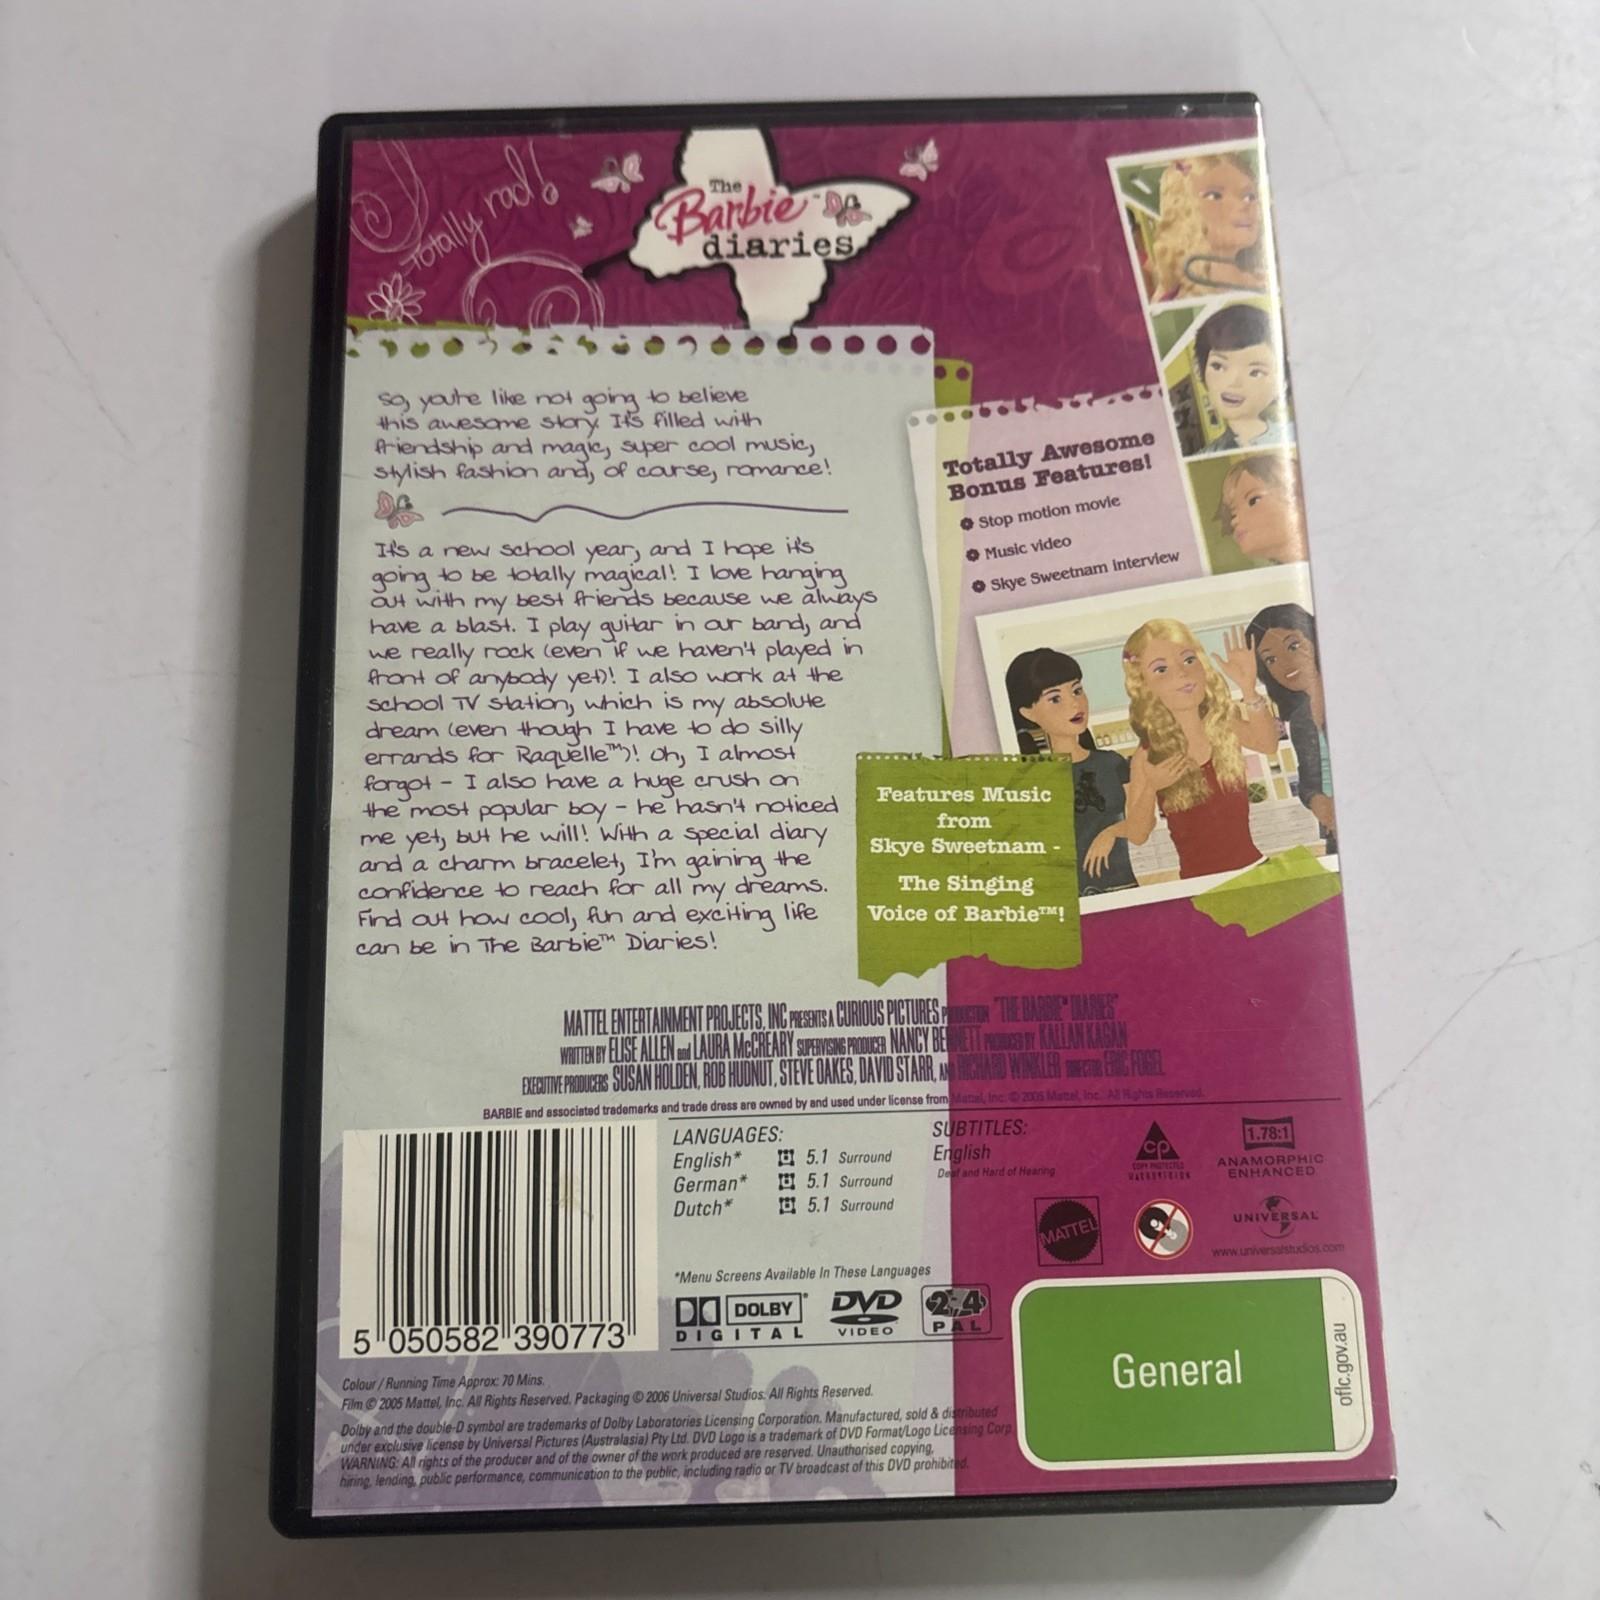 Totally rad!
The
Barbie™
diaries
So, you're like not going to believe
this awesome story. It's filled with
friendship and magic, super cool music,
stylish fashion and, of course, romance!
It's a new school year, and I hope it's
going to be totally magical! I love hanging
out with my best friends because we always
have a blast. I play guitar in our band, and
we really rock (even if we haven't played in
front of anybody yet)! I also work at the
school TV station, which is my absolute
dream (even though I have to do silly
errands for Raquelle™)! Oh, I almost
forgot - I also have a huge crush on
the most popular boy - he hasn't noticed
me yet, but he will! With a special diary
and a charm bracelet, I'm gaining the
confidence to reach for all my dreams.
Find out how cool, fun and exciting life
can be in The Barbie™ Diaries!
Totally Awesome
Bonus Features!
Stop motion movie
Music video
Skye Sweetnam interview
Features Music
from
Skye Sweetnam -
The Singing
Voice of Barbie™!
MATTEL ENTERTAINMENT PROJECTS, INC PRESENTS A CURIOUS PICTURES PRODUCTION "THE BARBIE™ DIARIES"
WRITTEN BY ELISE ALLEN and LAURA McCREARY SUPERVISING PRODUCER NANCY BENNETT PRODUCED BY KALLAN KAGAN
EXECUTIVE PRODUCERS SUSAN HOLDEN, ROB HUDNUT, STEVE OAKES, DAVID STARR, AND RICHARD WINKLER DIRECTOR ERIC FOGEL
BARBIE and associated trademarks and trade dress are owned by and used under license from Mattel, Inc. © 2005 Mattel, Inc. All Rights Reserved.
LANGUAGES:
English* 5.1 Surround
German* 5.1 Surround
Dutch* 5.1 Surround
*Menu Screens Available In These Languages
SUBTITLES:
English
Deaf and Hard of Hearing
CP
COPY PROTECTED
MACROVISION
1.78:1
ANAMORPHIC
ENHANCED
MATTEL
UNIVERSAL
www.universalstudios.com
DOLBY
DIGITAL
DVD
VIDEO
2,4
PAL
5 050582 390773
General
oflc.gov.au
Colour / Running Time Approx: 70 Mins.
Film © 2005 Mattel, Inc. All Rights Reserved. Packaging © 2006 Universal Studios. All Rights Reserved.
Dolby and the double-D symbol are trademarks of Dolby Laboratories Licensing Corporation. Manufactured, sold & distributed
under exclusive license by Universal Pictures (Australasia) Pty Ltd. DVD Logo is a trademark of DVD Format/Logo Licensing Corp.
WARNING: All rights of the producer and of the owner of the work produced are reserved. Unauthorised copying,
hiring, lending, public performance, communication to the public, including radio or TV broadcast of this DVD prohibited.